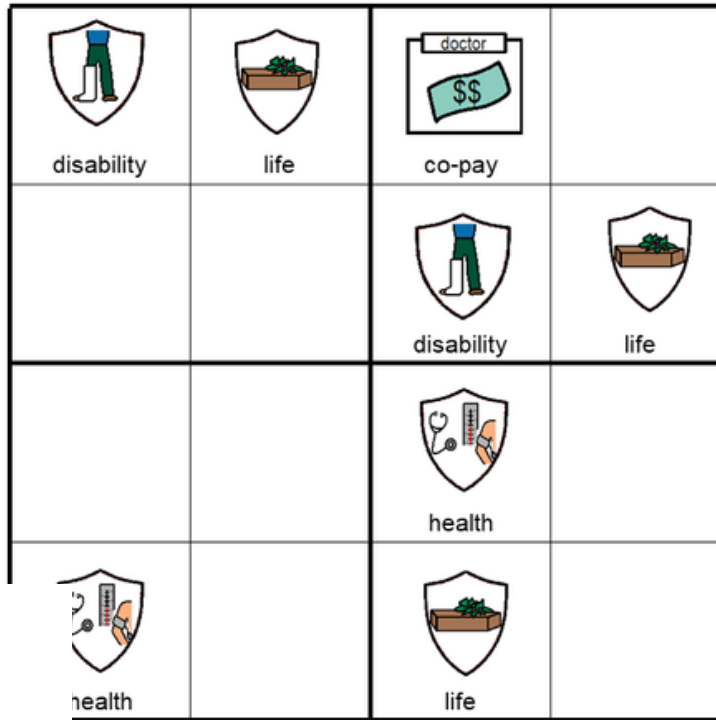 doctor
$$
disability life co-pay
disability life
health
health life